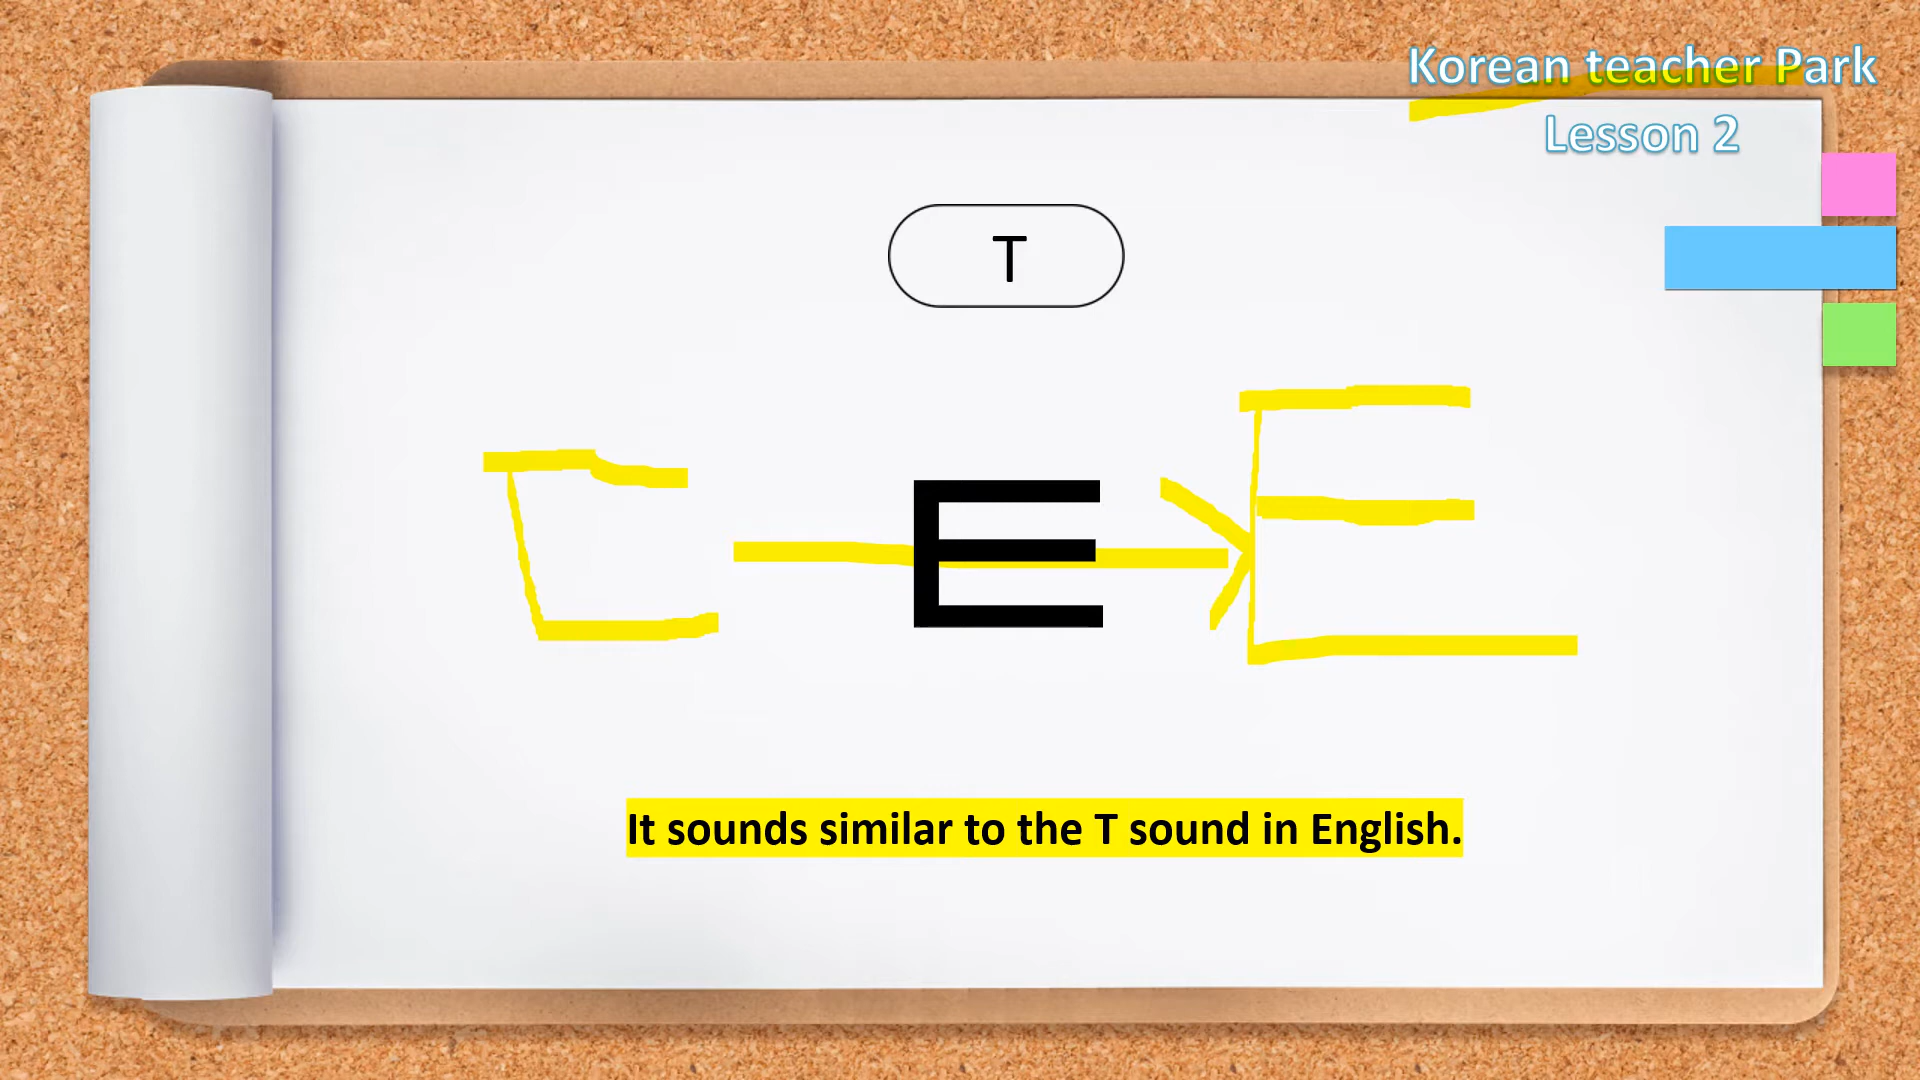 Korean teacher Park
Lesson 2
T
ㄷ → ㅌ
ㅌ
It sounds similar to the T sound in English.